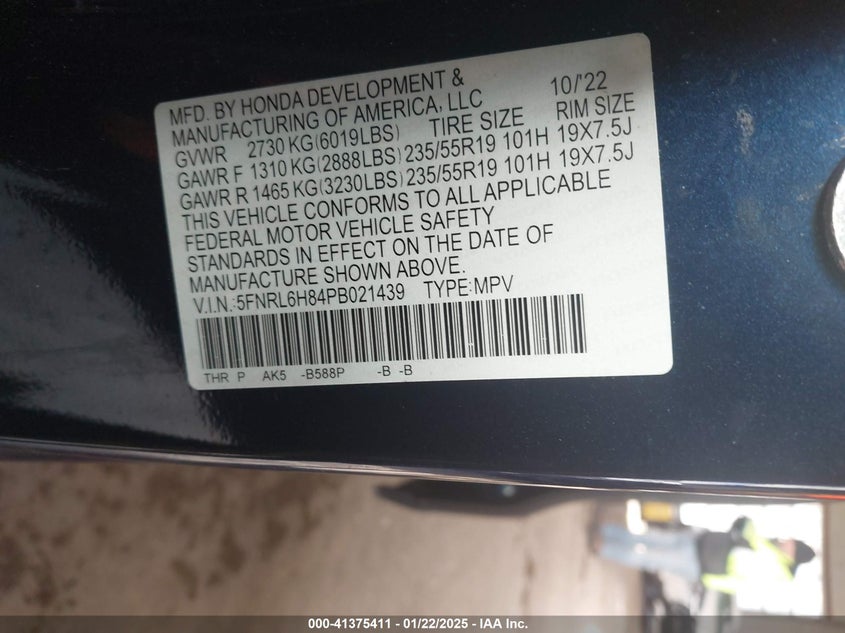 MFD. BY HONDA DEVELOPMENT & 10/'22
MANUFACTURING OF AMERICA, LLC
GVWR 2730 KG(6019LBS) TIRE SIZE RIM SIZE
GAWR F 1310 KG(2888LBS) 235/55R19 101H 19X7.5J
GAWR R 1465 KG(3230LBS) 235/55R19 101H 19X7.5J
THIS VEHICLE CONFORMS TO ALL APPLICABLE
FEDERAL MOTOR VEHICLE SAFETY
STANDARDS IN EFFECT ON THE DATE OF
MANUFACTURE SHOWN ABOVE.
V.I.N.:5FNRL6H84PB021439 TYPE:MPV
THR P AK5 -B588P -B -B
000-41375411 - 01/22/2025 - IAA Inc.